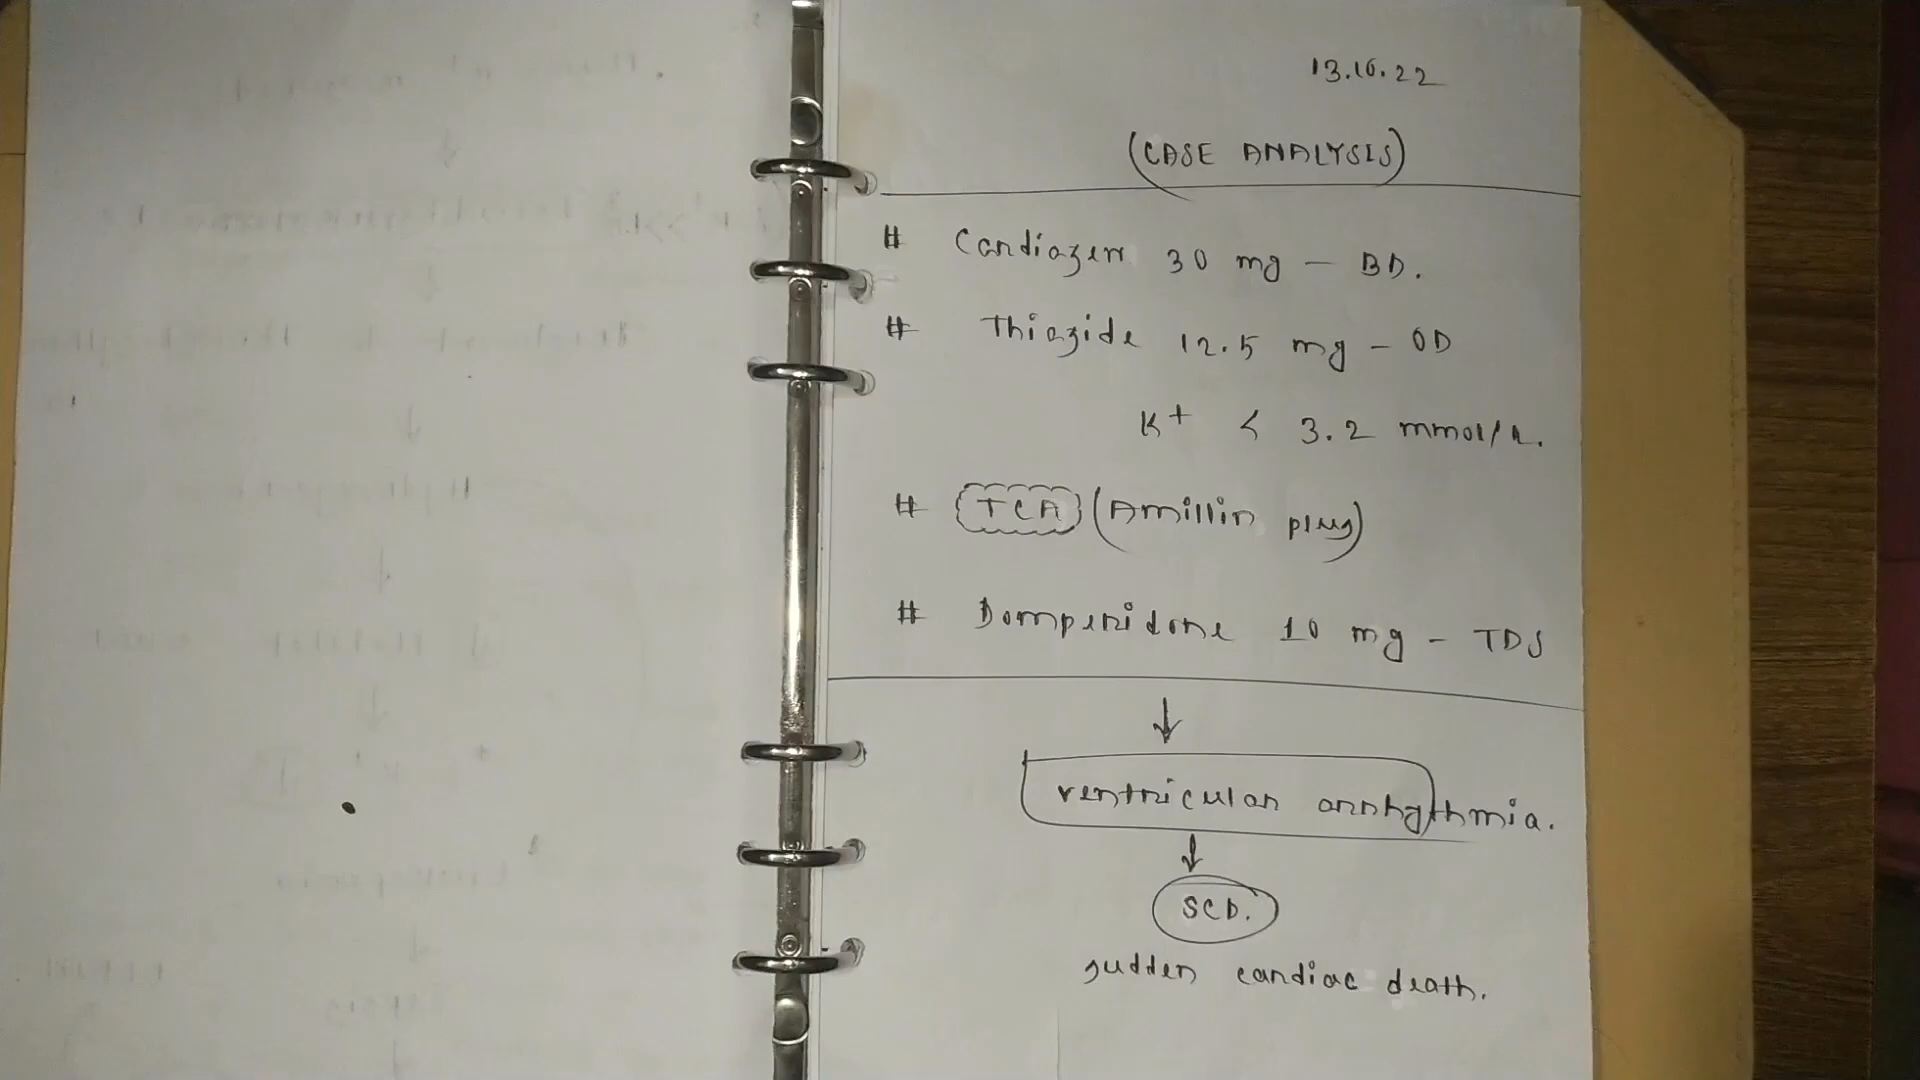 13.10.22
(CASE ANALYSIS)
# Cardiazem 30 mg – BD.
# Thiazide 12.5 mg – OD
K+ < 3.2 mmol/L.
# TCA (Amillin plus)
# Domperidone 10 mg – TDS
↓
ventricular arrhythmia.
↓
SCD.
sudden cardiac death.